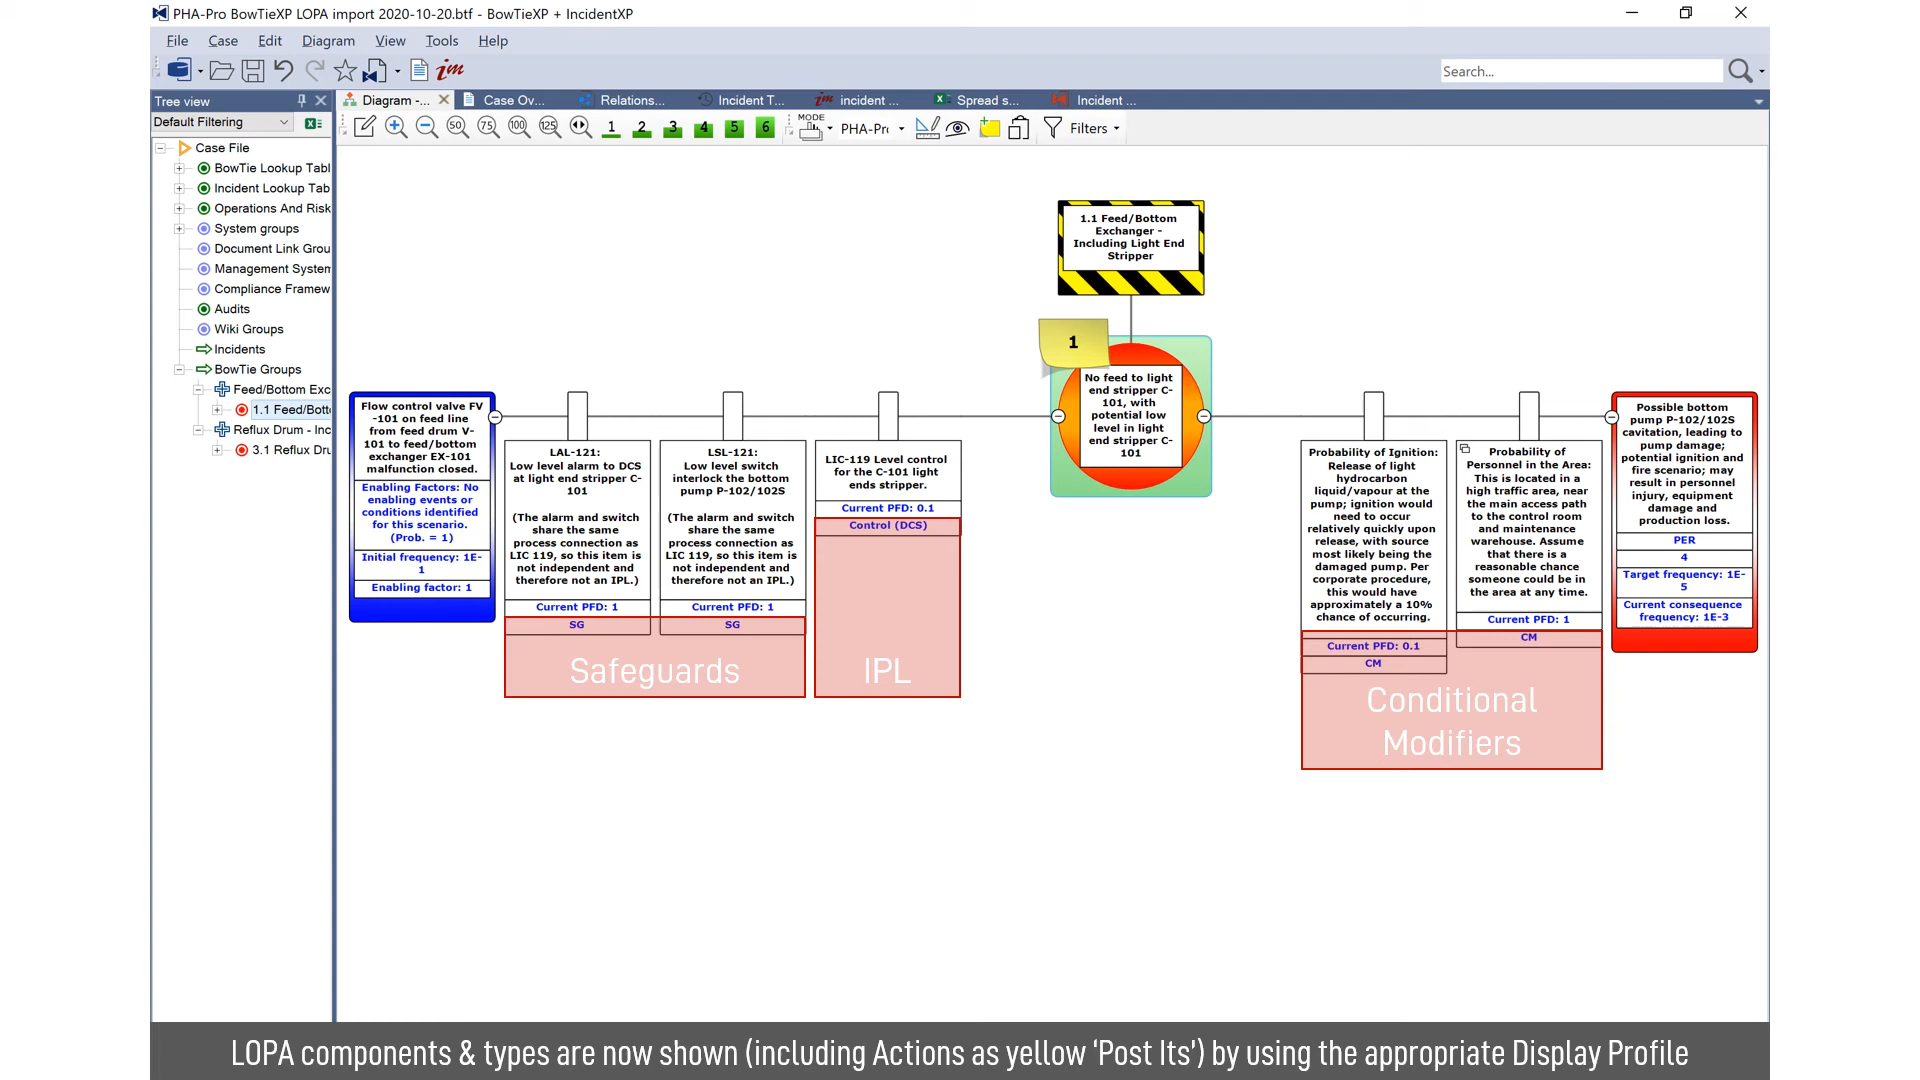 PHA-Pro BowTieXP LOPA import 2020-10-20.btf - BowTieXP + IncidentXP
File Case Edit Diagram View Tools Help
im
Search...
Tree view
Diagram -...
Case Ov...
Relations...
Incident T...
im incident ...
Spread s...
Incident ...
Default Filtering
50 75 100 125 1 2 3 4 5 6
MODE
PHA-Pro
Filters
Case File
BowTie Lookup Tabl
Incident Lookup Tab
Operations And Risk
System groups
Document Link Grou
Management System
Compliance Framew
Audits
Wiki Groups
Incidents
BowTie Groups
Feed/Bottom Exc
1.1 Feed/Bott
Reflux Drum - Inc
3.1 Reflux Dru
1.1 Feed/Bottom
Exchanger -
Including Light End
Stripper
1
No feed to light
end stripper C-
101, with
potential low
level in light
end stripper C-
101
Flow control valve FV
-101 on feed line
from feed drum V-
101 to feed/bottom
exchanger EX-101
malfunction closed.
Enabling Factors: No
enabling events or
conditions identified
for this scenario.
(Prob. = 1)
Initial frequency: 1E-
1
Enabling factor: 1
LAL-121:
Low level alarm to DCS
at light end stripper C-
101
(The alarm and switch
share the same
process connection as
LIC 119, so this item is
not independent and
therefore not an IPL.)
Current PFD: 1
SG
LSL-121:
Low level switch
interlock the bottom
pump P-102/102S
(The alarm and switch
share the same
process connection as
LIC 119, so this item is
not independent and
therefore not an IPL.)
Current PFD: 1
SG
Safeguards
LIC-119 Level control
for the C-101 light
ends stripper.
Current PFD: 0.1
Control (DCS)
IPL
Probability of Ignition:
Release of light
hydrocarbon
liquid/vapour at the
pump; ignition would
need to occur
relatively quickly upon
release, with source
most likely being the
damaged pump. Per
corporate procedure,
this would have
approximately a 10%
chance of occurring.
Current PFD: 0.1
CM
Probability of
Personnel in the Area:
This is located in a
high traffic area, near
the main access path
to the control room
and maintenance
warehouse. Assume
that there is a
reasonable chance
someone could be in
the area at any time.
Current PFD: 1
CM
Conditional
Modifiers
Possible bottom
pump P-102/102S
cavitation, leading to
pump damage;
potential ignition and
fire scenario; may
result in personnel
injury, equipment
damage and
production loss.
PER
4
Target frequency: 1E-
5
Current consequence
frequency: 1E-3
LOPA components & types are now shown (including Actions as yellow ‘Post Its’) by using the appropriate Display Profile